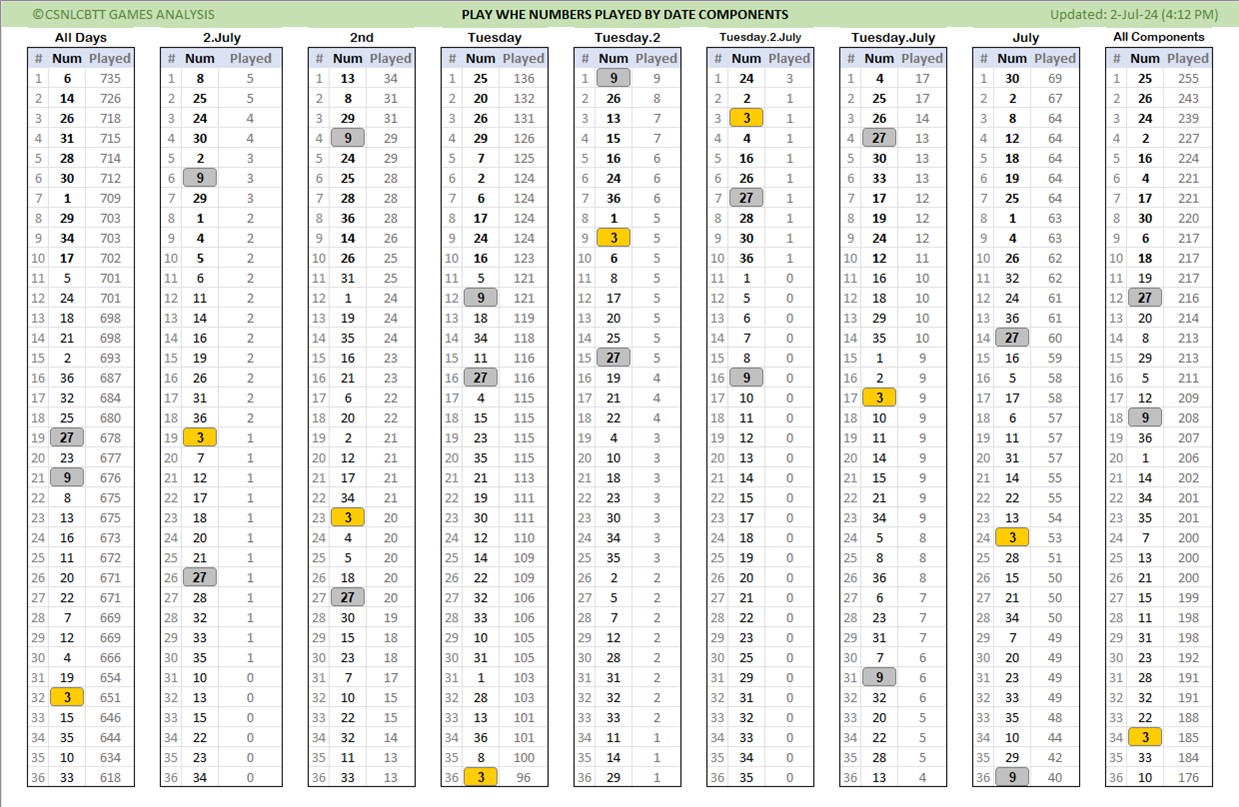 ©CSNLCBTT GAMES ANALYSIS PLAY WHE NUMBERS PLAYED BY DATE COMPONENTS Updated: 2-Jul-24 (4:12 PM)
All Days 2.July 2nd Tuesday Tuesday.2 Tuesday.2.July Tuesday.July July All Components
# Num Played # Num Played # Num Played # Num Played # Num Played # Num Played # Num Played # Num Played # Num Played
1 6 735 1 8 5 1 13 34 1 25 136 1 9 9 1 24 3 1 4 17 1 30 69 1 25 255
2 14 726 2 25 5 2 8 31 2 20 132 2 26 8 2 2 1 2 25 17 2 2 67 2 26 243
3 26 718 3 24 4 3 29 31 3 26 131 3 13 7 3 3 1 3 26 14 3 8 64 3 24 239
4 31 715 4 30 4 4 9 29 4 29 126 4 15 7 4 4 1 4 27 13 4 12 64 4 2 227
5 28 714 5 2 3 5 24 29 5 7 125 5 16 6 5 16 1 5 30 13 5 18 64 5 16 224
6 30 712 6 9 3 6 25 28 6 2 124 6 24 6 6 26 1 6 33 13 6 19 64 6 4 221
7 1 709 7 29 3 7 28 28 7 6 124 7 36 6 7 27 1 7 17 12 7 25 64 7 17 221
8 29 703 8 1 2 8 36 28 8 17 124 8 1 5 8 28 1 8 19 12 8 1 63 8 30 220
9 34 703 9 4 2 9 14 26 9 24 124 9 3 5 9 30 1 9 24 12 9 4 63 9 6 217
10 17 702 10 5 2 10 26 25 10 16 123 10 6 5 10 36 1 10 12 11 10 26 62 10 18 217
11 5 701 11 6 2 11 31 25 11 5 121 11 8 5 11 1 0 11 16 10 11 32 62 11 19 217
12 24 701 12 11 2 12 1 24 12 9 121 12 17 5 12 5 0 12 18 10 12 24 61 12 27 216
13 18 698 13 14 2 13 19 24 13 18 119 13 20 5 13 6 0 13 29 10 13 36 61 13 20 214
14 21 698 14 16 2 14 35 24 14 34 118 14 25 5 14 7 0 14 35 10 14 27 60 14 8 213
15 2 693 15 19 2 15 16 23 15 11 116 15 27 5 15 8 0 15 1 9 15 16 59 15 29 213
16 36 687 16 26 2 16 21 23 16 27 116 16 19 4 16 9 0 16 2 9 16 5 58 16 5 211
17 32 684 17 31 2 17 6 22 17 4 115 17 21 4 17 10 0 17 3 9 17 17 58 17 12 209
18 25 680 18 36 2 18 20 22 18 15 115 18 22 4 18 11 0 18 10 9 18 6 57 18 9 208
19 27 678 19 3 1 19 2 21 19 23 115 19 4 3 19 12 0 19 11 9 19 11 57 19 36 207
20 23 677 20 7 1 20 12 21 20 35 115 20 10 3 20 13 0 20 14 9 20 31 57 20 1 206
21 9 676 21 12 1 21 17 21 21 21 113 21 18 3 21 14 0 21 15 9 21 14 55 21 14 202
22 8 675 22 17 1 22 34 21 22 19 111 22 23 3 22 15 0 22 21 9 22 22 55 22 34 201
23 13 675 23 18 1 23 3 20 23 30 111 23 30 3 23 17 0 23 34 9 23 13 54 23 35 201
24 16 673 24 20 1 24 4 20 24 12 110 24 34 3 24 18 0 24 5 8 24 3 53 24 7 200
25 11 672 25 21 1 25 5 20 25 14 109 25 35 3 25 19 0 25 8 8 25 28 51 25 13 200
26 20 671 26 27 1 26 18 20 26 22 109 26 2 2 26 20 0 26 36 8 26 15 50 26 21 200
27 22 671 27 28 1 27 27 20 27 32 106 27 5 2 27 21 0 27 6 7 27 21 50 27 15 199
28 7 669 28 32 1 28 30 19 28 33 106 28 7 2 28 22 0 28 23 7 28 34 50 28 11 198
29 12 669 29 33 1 29 15 18 29 10 105 29 12 2 29 23 0 29 31 7 29 7 49 29 31 198
30 4 666 30 35 1 30 23 18 30 31 105 30 28 2 30 25 0 30 7 6 30 20 49 30 23 192
31 19 654 31 10 0 31 7 17 31 1 103 31 31 2 31 29 0 31 9 6 31 23 49 31 28 191
32 3 651 32 13 0 32 10 15 32 28 103 32 32 2 32 31 0 32 32 6 32 33 49 32 32 191
33 15 646 33 15 0 33 22 15 33 13 101 33 33 2 33 32 0 33 20 5 33 35 48 33 22 188
34 35 644 34 22 0 34 32 14 34 36 101 34 11 1 34 33 0 34 22 5 34 10 44 34 3 185
35 10 634 35 23 0 35 11 13 35 8 100 35 14 1 35 34 0 35 28 5 35 29 42 35 33 184
36 33 618 36 34 0 36 33 13 36 3 96 36 29 1 36 35 0 36 13 4 36 9 40 36 10 176